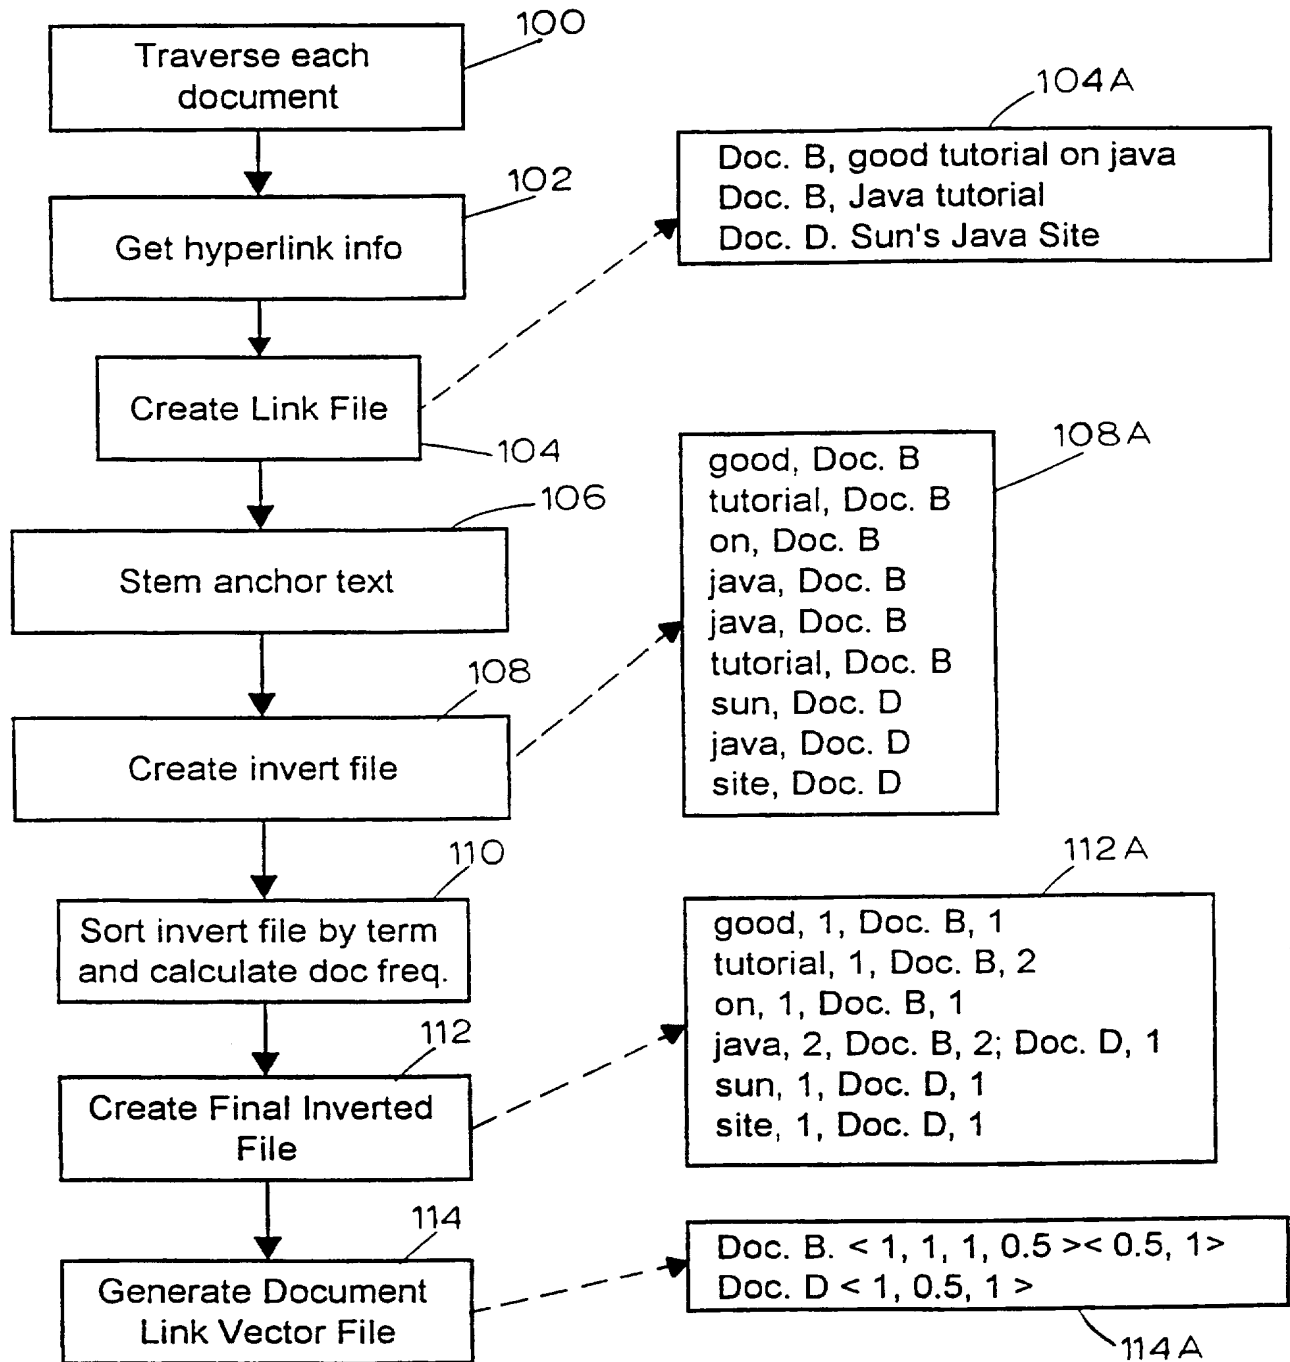 100
Traverse each
document
102
Get hyperlink info
104A
Doc. B, good tutorial on java
Doc. B, Java tutorial
Doc. D. Sun's Java Site
Create Link File
104
106
Stem anchor text
108A
good, Doc. B
tutorial, Doc. B
on, Doc. B
java, Doc. B
java, Doc. B
tutorial, Doc. B
sun, Doc. D
java, Doc. D
site, Doc. D
108
Create invert file
110
Sort invert file by term
and calculate doc freq.
112A
good, 1, Doc. B, 1
tutorial, 1, Doc. B, 2
on, 1, Doc. B, 1
java, 2, Doc. B, 2; Doc. D, 1
sun, 1, Doc. D, 1
site, 1, Doc. D, 1
112
Create Final Inverted
File
114
Generate Document
Link Vector File
Doc. B. < 1, 1, 1, 0.5 >< 0.5, 1>
Doc. D < 1, 0.5, 1 >
114A